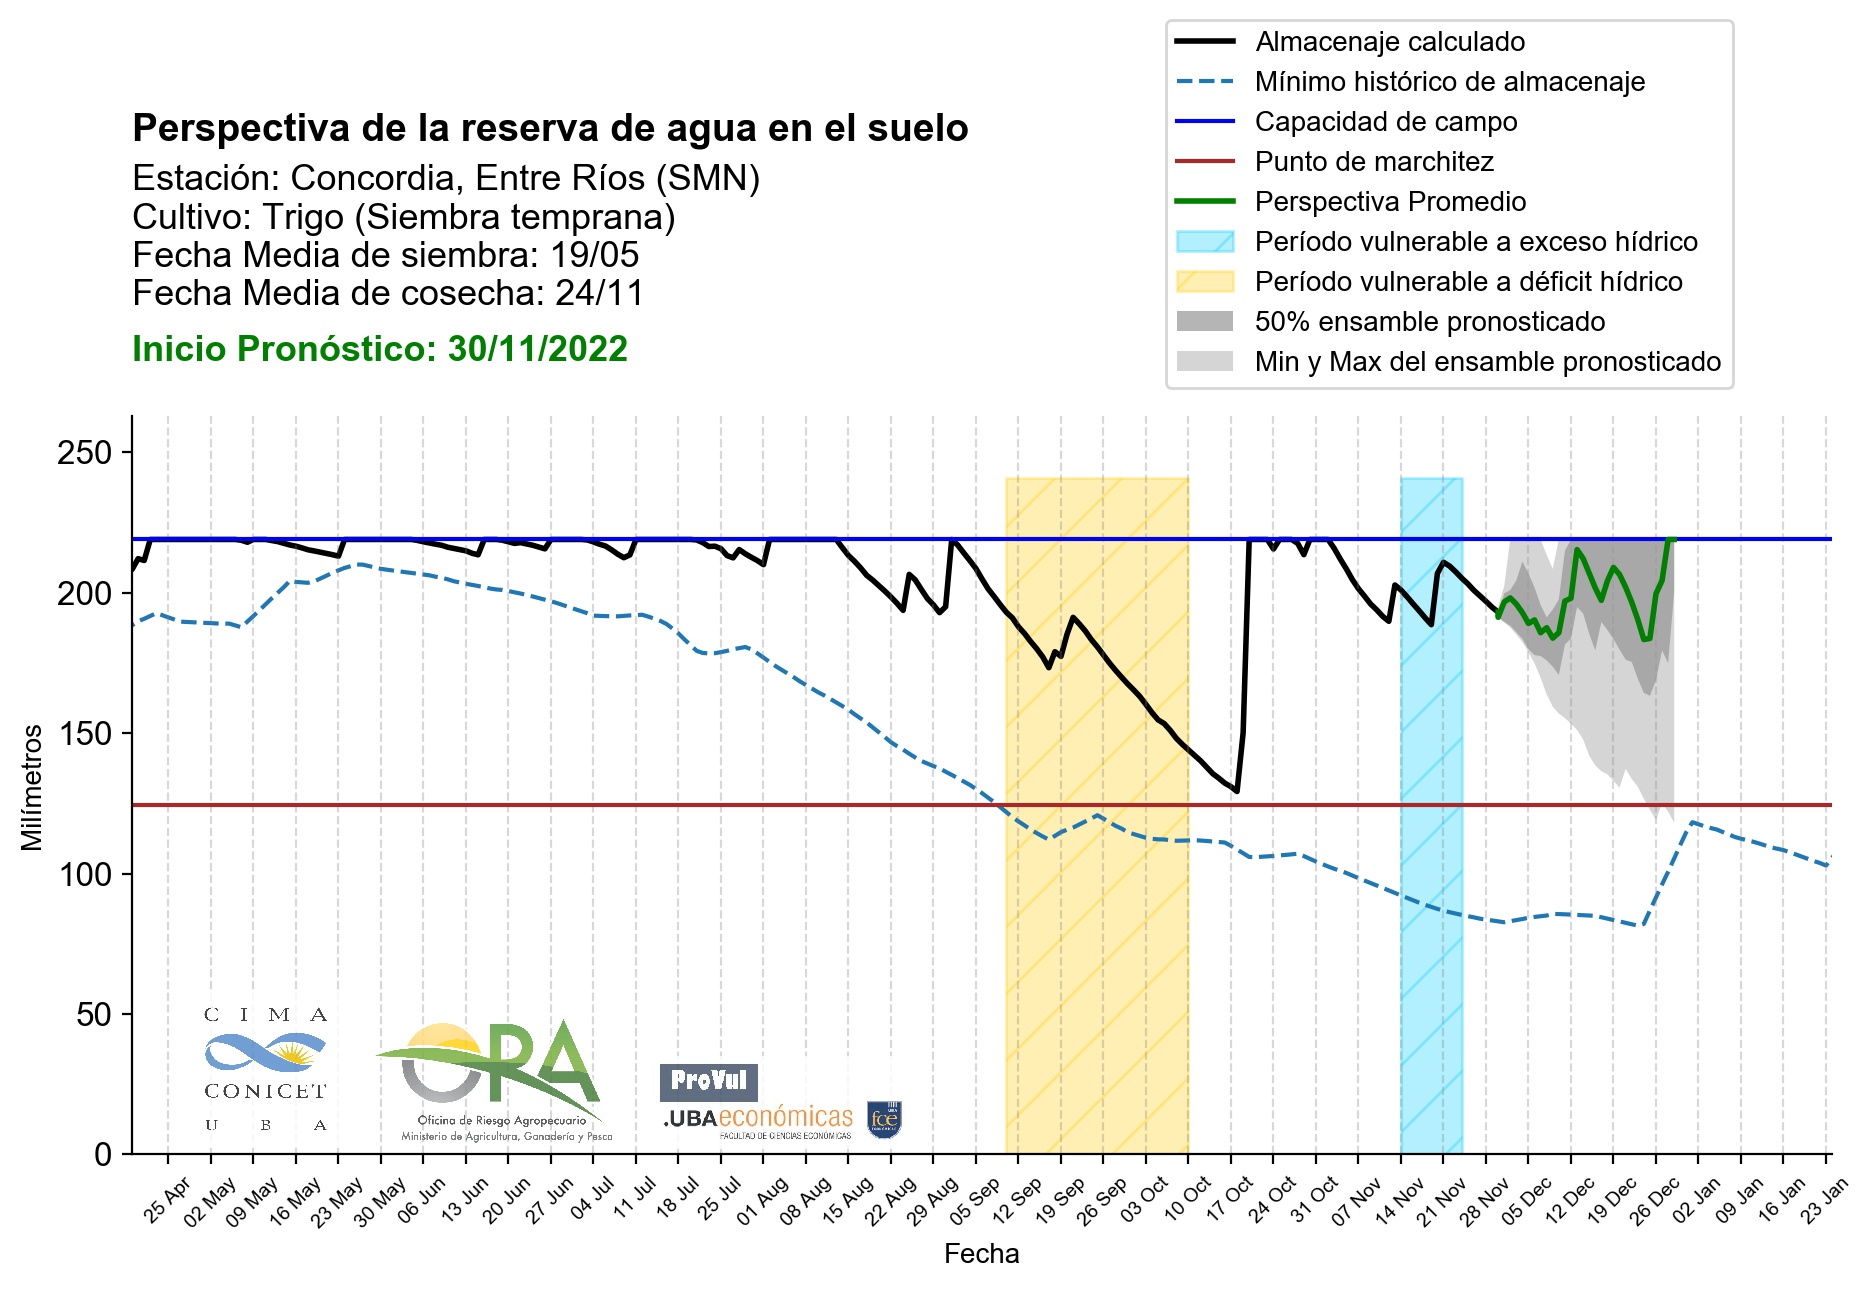 Almacenaje calculado
Mínimo histórico de almacenaje
Capacidad de campo
Punto de marchitez
Perspectiva Promedio
Período vulnerable a exceso hídrico
Período vulnerable a déficit hídrico
50% ensamble pronosticado
Min y Max del ensamble pronosticado
Perspectiva de la reserva de agua en el suelo
Estación: Concordia, Entre Ríos (SMN)
Cultivo: Trigo (Siembra temprana)
Fecha Media de siembra: 19/05
Fecha Media de cosecha: 24/11
Inicio Pronóstico: 30/11/2022
250
200
150
100
50
0
Milímetros
CIMA
CONICET
UBA
ORA
Oficina de Riesgo Agropecuario
Ministerio de Agricultura, Ganadería y Pesca
ProVul
.UBAeconómicas
FACULTAD DE CIENCIAS ECONÓMICAS
UBA
fce
ECONÓMICAS
25 Apr
02 May
09 May
16 May
23 May
30 May
06 Jun
13 Jun
20 Jun
27 Jun
04 Jul
11 Jul
18 Jul
25 Jul
01 Aug
08 Aug
15 Aug
22 Aug
29 Aug
05 Sep
12 Sep
19 Sep
26 Sep
03 Oct
10 Oct
17 Oct
24 Oct
31 Oct
07 Nov
14 Nov
21 Nov
28 Nov
05 Dec
12 Dec
19 Dec
26 Dec
02 Jan
09 Jan
16 Jan
23 Jan
Fecha